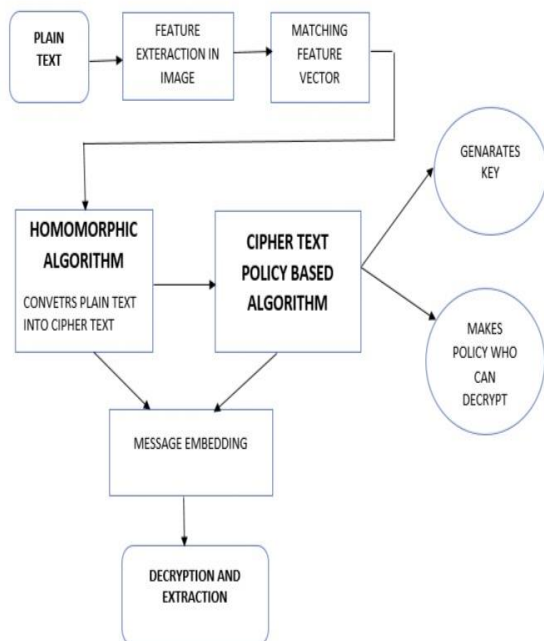 PLAIN
TEXT
FEATURE
EXTERACTION IN
IMAGE
MATCHING
FEATURE
VECTOR
GENARATES
KEY
HOMOMORPHIC
ALGORITHM
CONVETRS PLAIN TEXT
INTO CIPHER TEXT
CIPHER TEXT
POLICY BASED
ALGORITHM
MAKES
POLICY WHO
CAN
DECRYPT
MESSAGE EMBEDDING
DECRYPTION AND
EXTRACTION